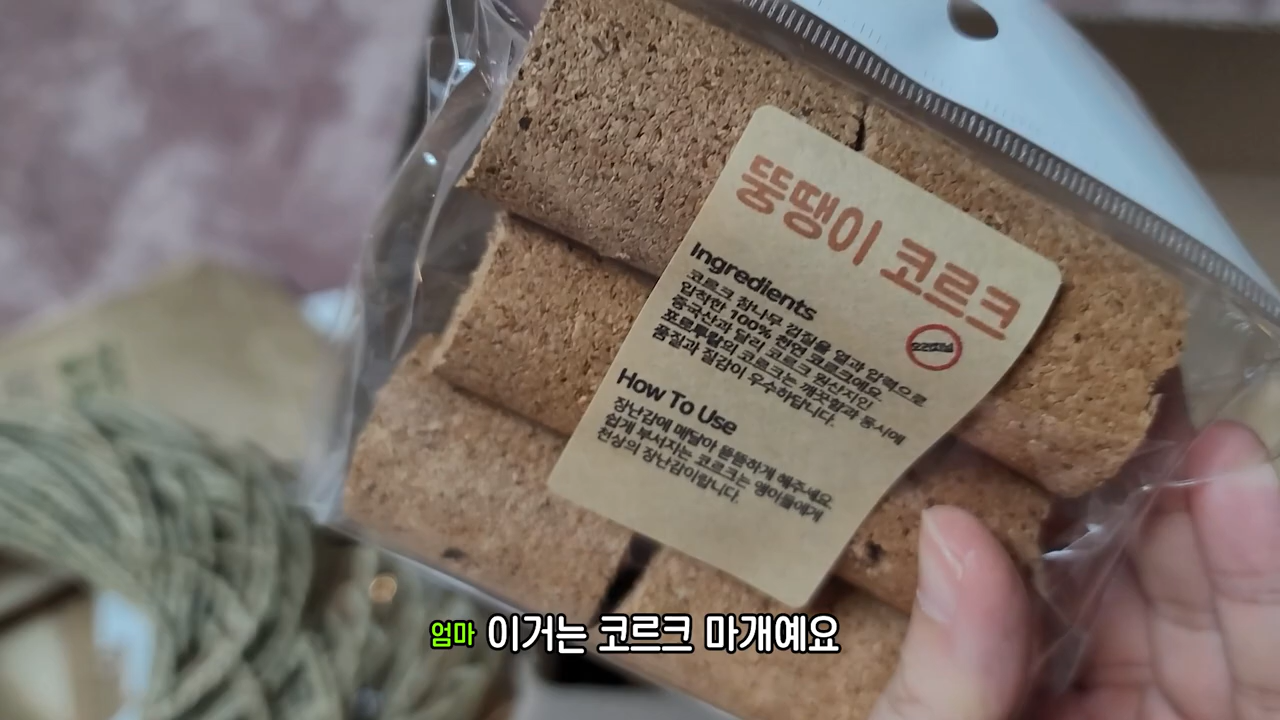 뚱땡이 코르크
Ingredients
코르크 참나무 껍질을 열과 압력으로
압착한 100% 천연 코르크에요.
중국산과 달리 코르크 원산지인
포르투갈의 코르크는 깨끗함과 동시에
품질과 질감이 우수하답니다.
How To Use
장난감에 메달아 뜯뜯하게 해주세요.
쉽게 부서지는 코르크는 앵이들에게
천상의 장난감이랍니다.
엄마 이거는 코르크 마개예요